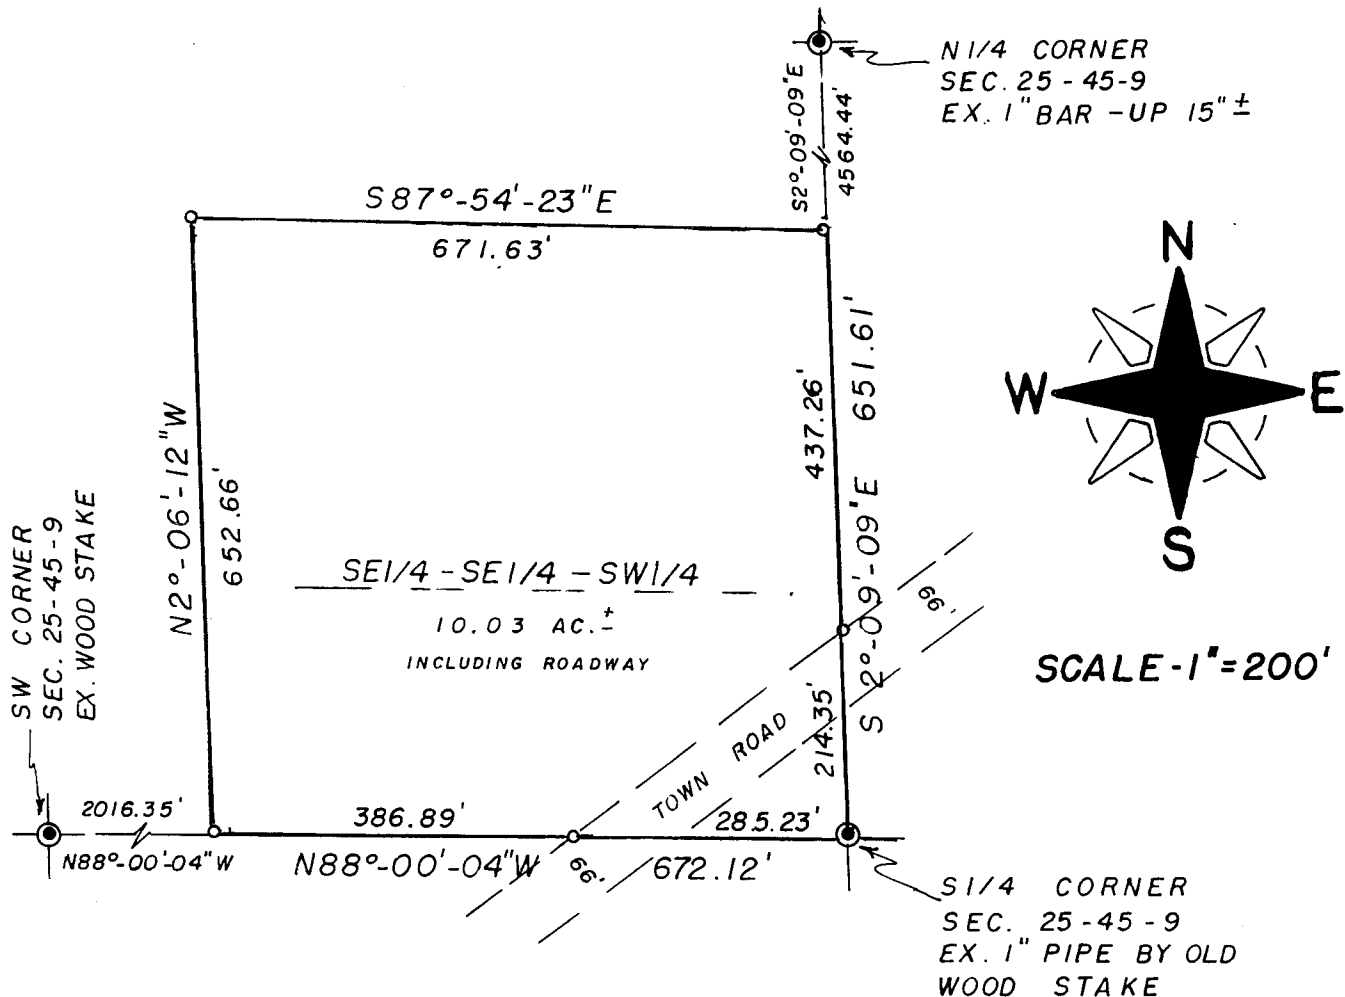 N 1/4 CORNER
SEC. 25 - 45-9
EX. 1" BAR - UP 15" ±
S2°-09'-09"E
4564.44'
S 87°-54'-23"E
671.63'
N
W
E
S
SCALE - 1" = 200'
N2°-06'-12"W
652.66'
437.26'
651.61'
S 2°-09'-09"E
214.35'
SE1/4 - SE1/4 - SW1/4
10.03 AC. ±
INCLUDING ROADWAY
66'
TOWN ROAD
66'
SW CORNER
SEC. 25-45-9
EX. WOOD STAKE
2016.35'
N88°-00'-04"W
386.89'
N88°-00'-04"W
285.23'
672.12'
S1/4 CORNER
SEC. 25-45-9
EX. 1" PIPE BY OLD
WOOD STAKE